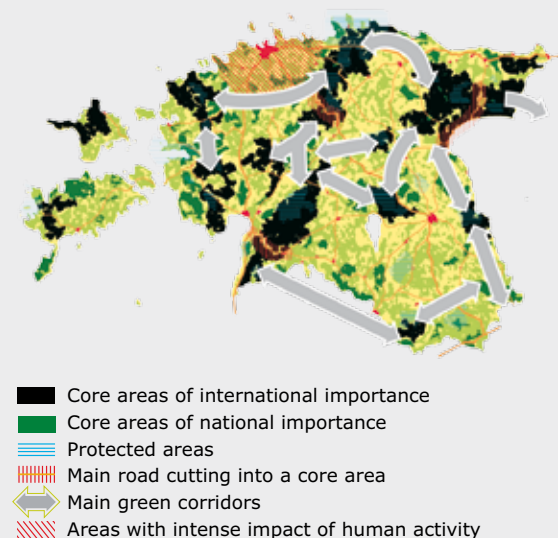 Core areas of international importance
Core areas of national importance
Protected areas
Main road cutting into a core area
Main green corridors
Areas with intense impact of human activity